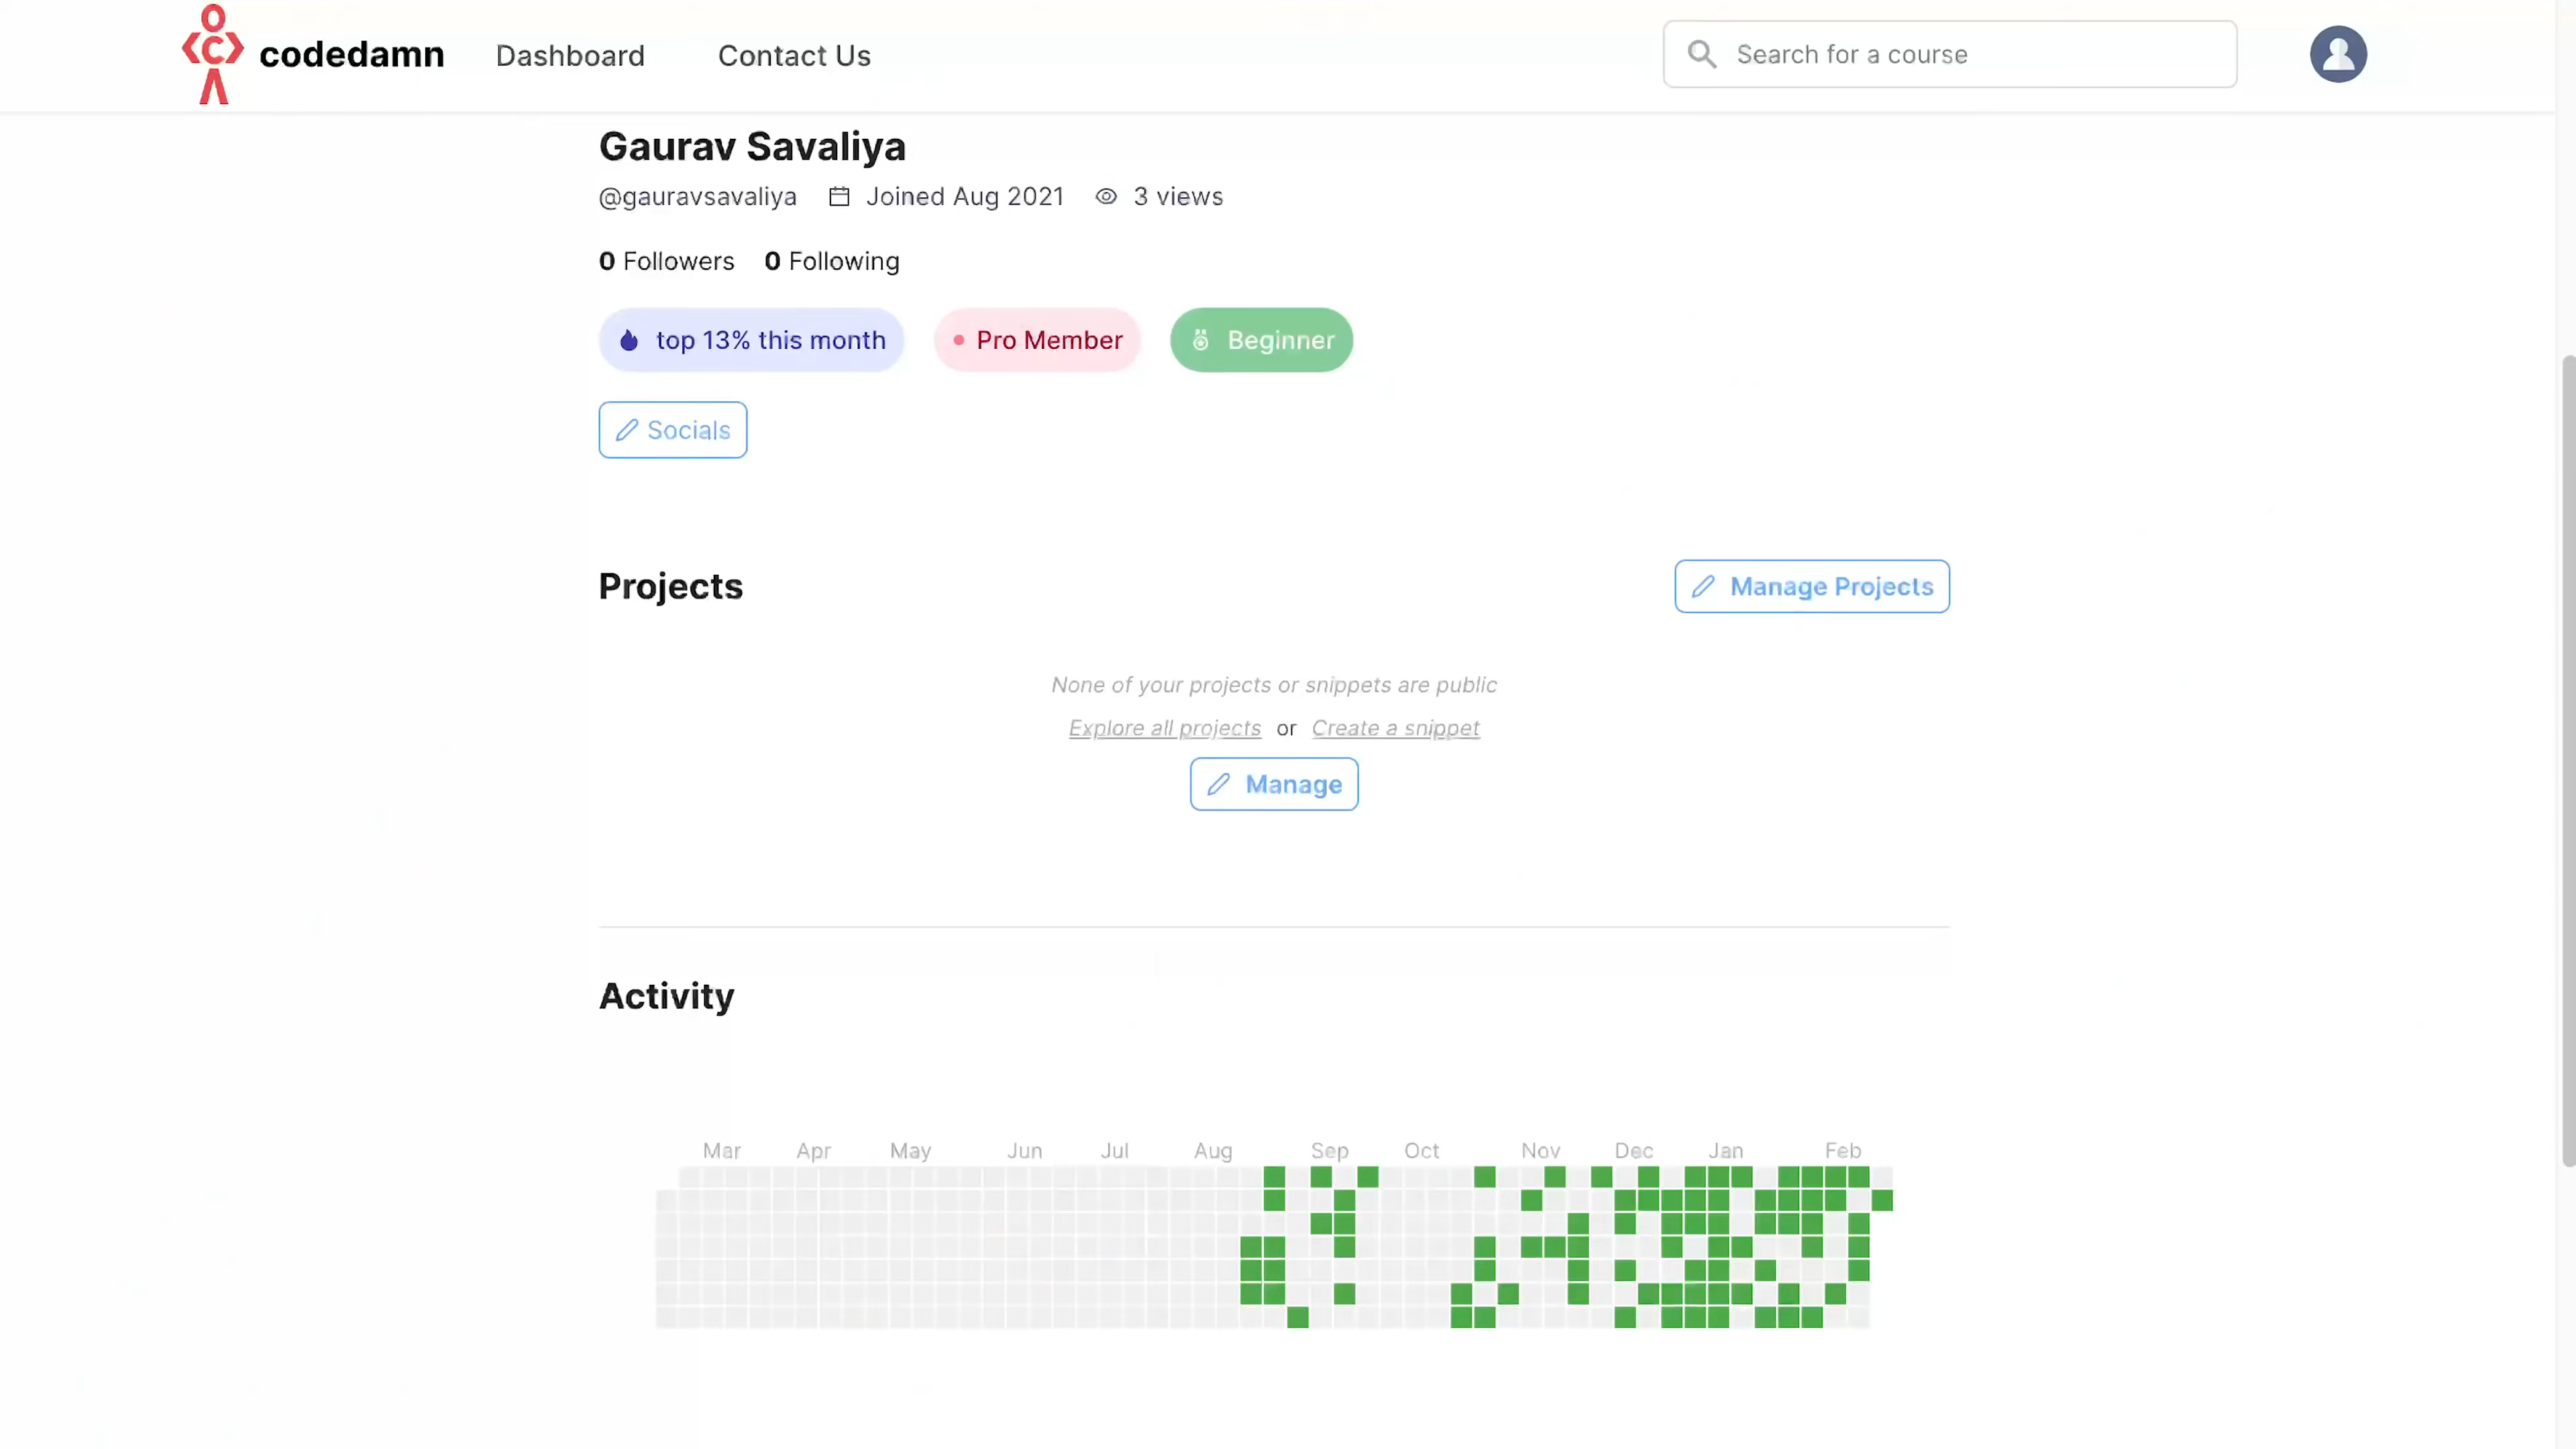 codedamn Dashboard Contact Us Search for a course
Gaurav Savaliya
@gauravsavaliya Joined Aug 2021 3 views
0 Followers 0 Following
top 13% this month Pro Member Beginner
Socials
Projects Manage Projects
None of your projects or snippets are public
Explore all projects or Create a snippet
Manage
Activity
Mar Apr May Jun Jul Aug Sep Oct Nov Dec Jan Feb